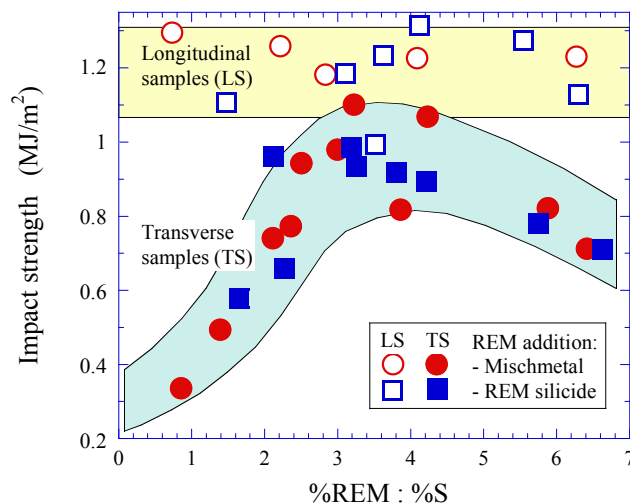 Impact strength (MJ/m²)
1.2
1
0.8
0.6
0.4
0.2
Longitudinal
samples (LS)
Transverse
samples (TS)
LS TS REM addition:
- Mischmetal
- REM silicide
0 1 2 3 4 5 6 7
%REM : %S